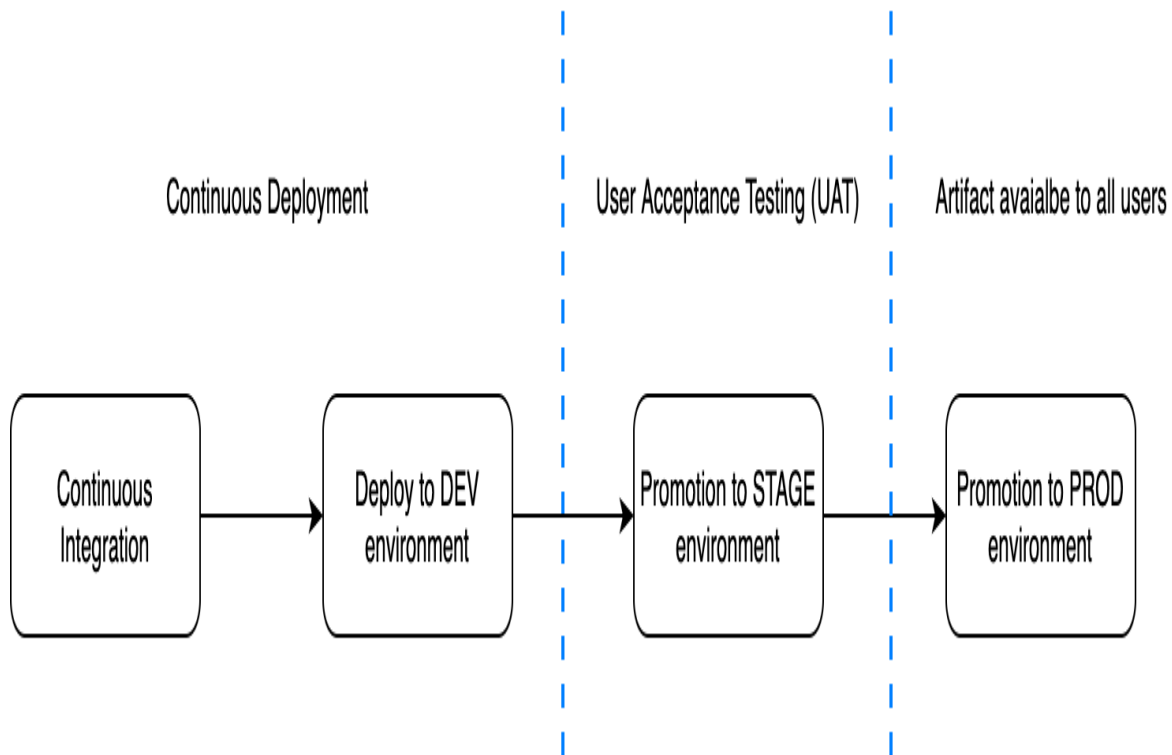 Continuous Deployment
User Acceptance Testing (UAT)
Artifact avaialbe to all users
Continuous
Integration
Deploy to DEV
environment
Promotion to STAGE
environment
Promotion to PROD
environment